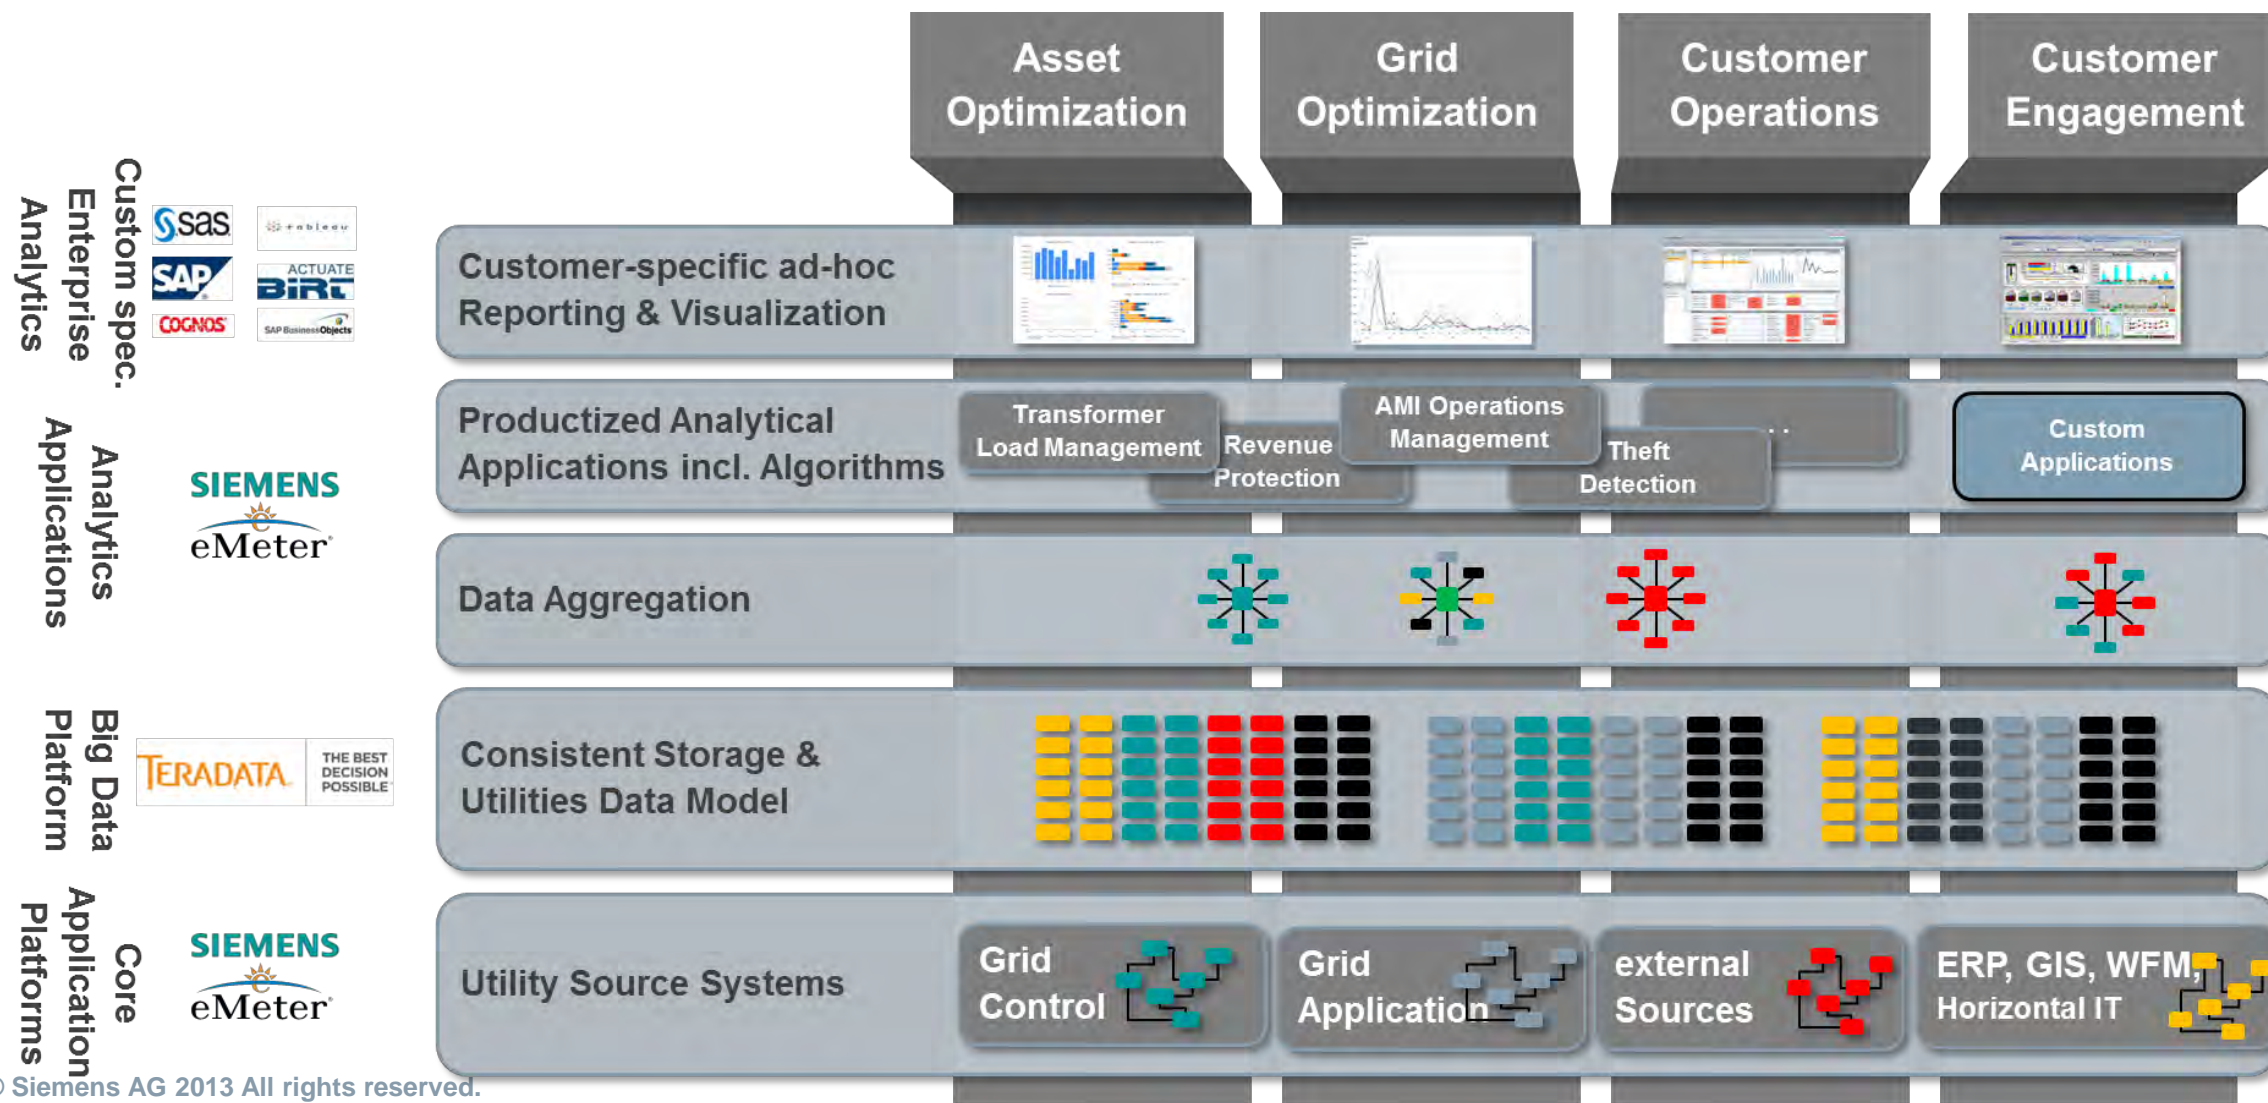 Asset
Optimization
Grid
Optimization
Customer
Operations
Customer
Engagement
Custom spec.
Enterprise
Analytics
sas
tableau
SAP
ACTUATE
BIRT
COGNOS
SAP BusinessObjects
Customer-specific ad-hoc
Reporting & Visualization
Analytics
Applications
SIEMENS
eMeter
Productized Analytical
Applications incl. Algorithms
Transformer
Load Management
Revenue
Protection
AMI Operations
Management
Theft
Detection
. .
Custom
Applications
Data Aggregation
Big Data
Platform
TERADATA
THE BEST
DECISION
POSSIBLE
Consistent Storage &
Utilities Data Model
Core
Application
Platforms
SIEMENS
eMeter
Utility Source Systems
Grid
Control
Grid
Application
external
Sources
ERP, GIS, WFM,
Horizontal IT
© Siemens AG 2013 All rights reserved.